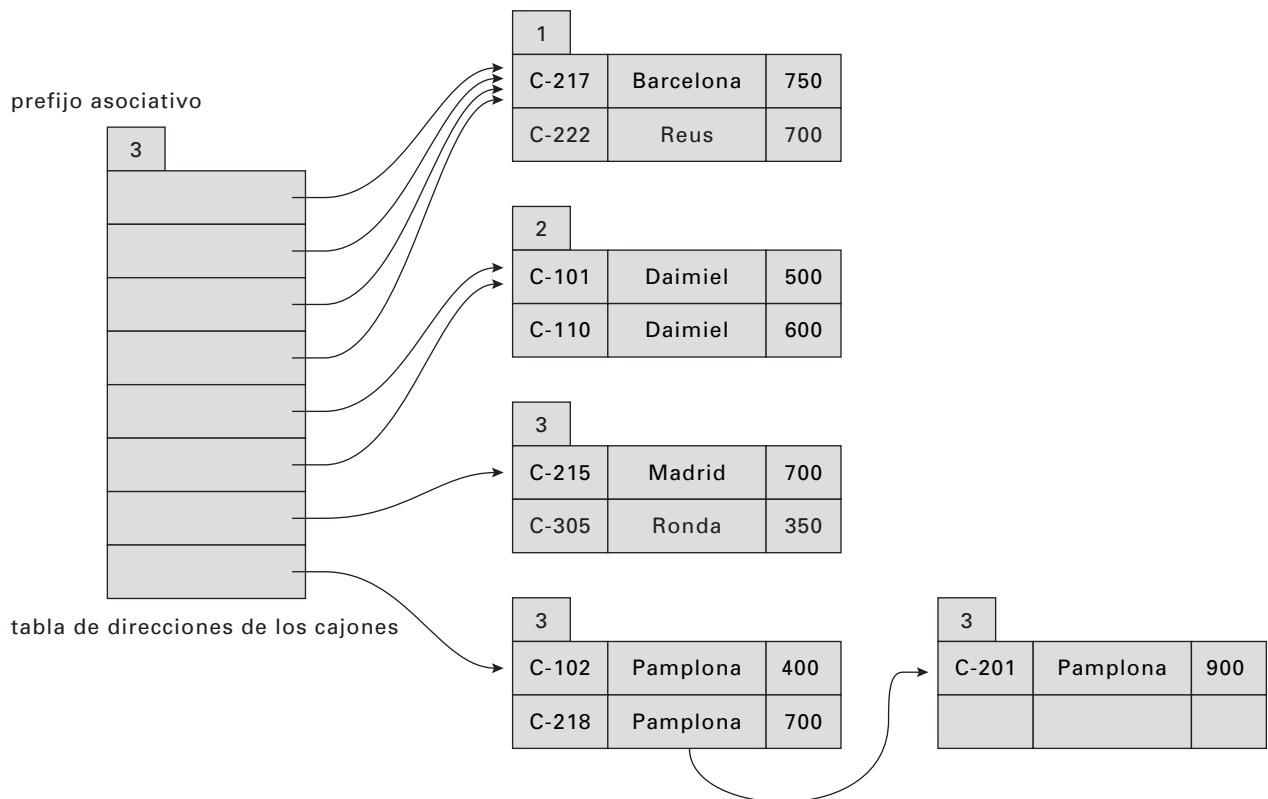 prefijo asociativo
3
tabla de direcciones de los cajones
1
C-217 Barcelona 750
C-222 Reus 700
2
C-101 Daimiel 500
C-110 Daimiel 600
3
C-215 Madrid 700
C-305 Ronda 350
3
C-102 Pamplona 400
C-218 Pamplona 700
3
C-201 Pamplona 900